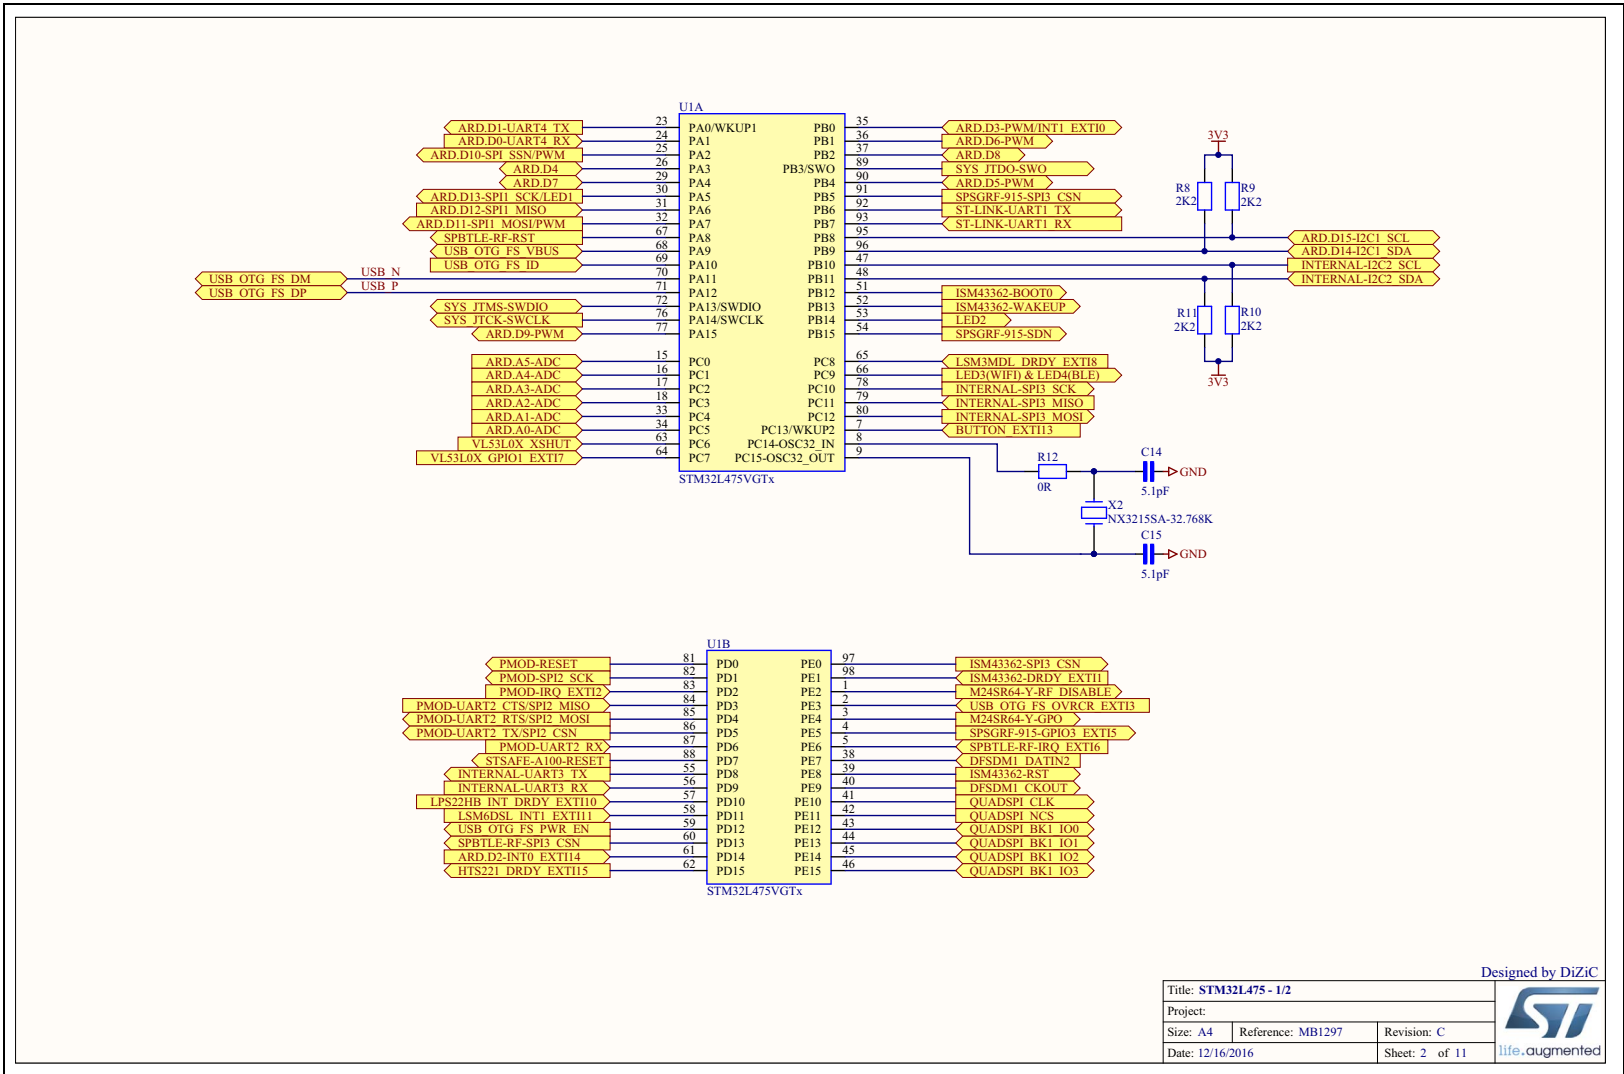 U1A
ARD.D1-UART4_TX 23 PA0/WKUP1 PB0 35 ARD.D3-PWM/INT1_EXTI0
ARD.D0-UART4_RX 24 PA1 PB1 36 ARD.D6-PWM
ARD.D10-SPI_SSN/PWM 25 PA2 PB2 37 ARD.D8
ARD.D4 26 PA3 PB3/SWO 89 SYS_JTDO-SWO
ARD.D7 29 PA4 PB4 90 ARD.D5-PWM
ARD.D13-SPI1_SCK/LED1 30 PA5 PB5 91 SPSGRF-915-SPI3_CSN
ARD.D12-SPI1_MISO 31 PA6 PB6 92 ST-LINK-UART1_TX
ARD.D11-SPI1_MOSI/PWM 32 PA7 PB7 93 ST-LINK-UART1_RX
SPBTLE-RF-RST 67 PA8 PB8 95 ARD.D15-I2C1_SCL
USB_OTG_FS_VBUS 68 PA9 PB9 96 ARD.D14-I2C1_SDA
USB_OTG_FS_ID 69 PA10 PB10 47 INTERNAL-I2C2_SCL
USB_OTG_FS_DM USB_N 70 PA11 PB11 48 INTERNAL-I2C2_SDA
USB_OTG_FS_DP USB_P 71 PA12 PB12 51 ISM43362-BOOT0
SYS_JTMS-SWDIO 72 PA13/SWDIO PB13 52 ISM43362-WAKEUP
SYS_JTCK-SWCLK 76 PA14/SWCLK PB14 53 LED2
ARD.D9-PWM 77 PA15 PB15 54 SPSGRF-915-SDN
ARD.A5-ADC 15 PC0 PC8 65 LSM3MDL_DRDY_EXTI8
ARD.A4-ADC 16 PC1 PC9 66 LED3(WIFI) & LED4(BLE)
ARD.A3-ADC 17 PC2 PC10 78 INTERNAL-SPI3_SCK
ARD.A2-ADC 18 PC3 PC11 79 INTERNAL-SPI3_MISO
ARD.A1-ADC 33 PC4 PC12 80 INTERNAL-SPI3_MOSI
ARD.A0-ADC 34 PC5 PC13/WKUP2 7 BUTTON_EXTI13
VL53L0X_XSHUT 63 PC6 PC14-OSC32_IN 8
VL53L0X_GPIO1_EXTI7 64 PC7 PC15-OSC32_OUT 9
STM32L475VGTx
3V3
R8 R9
2K2 2K2
R11 R10
2K2 2K2
3V3
R12
0R
C14
GND
5.1pF
X2
NX3215SA-32.768K
C15
GND
5.1pF
U1B
PMOD-RESET 81 PD0 PE0 97 ISM43362-SPI3_CSN
PMOD-SPI2_SCK 82 PD1 PE1 98 ISM43362-DRDY_EXTI1
PMOD-IRQ_EXTI2 83 PD2 PE2 1 M24SR64-Y-RF_DISABLE
PMOD-UART2_CTS/SPI2_MISO 84 PD3 PE3 2 USB_OTG_FS_OVRCR_EXTI3
PMOD-UART2_RTS/SPI2_MOSI 85 PD4 PE4 3 M24SR64-Y-GPO
PMOD-UART2_TX/SPI2_CSN 86 PD5 PE5 4 SPSGRF-915-GPIO3_EXTI5
PMOD-UART2_RX 87 PD6 PE6 5 SPBTLE-RF-IRQ_EXTI6
STSAFE-A100-RESET 88 PD7 PE7 38 DFSDM1_DATIN2
INTERNAL-UART3_TX 55 PD8 PE8 39 ISM43362-RST
INTERNAL-UART3_RX 56 PD9 PE9 40 DFSDM1_CKOUT
LPS22HB_INT_DRDY_EXTI10 57 PD10 PE10 41 QUADSPI_CLK
LSM6DSL_INT1_EXTI11 58 PD11 PE11 42 QUADSPI_NCS
USB_OTG_FS_PWR_EN 59 PD12 PE12 43 QUADSPI_BK1_IO0
SPBTLE-RF-SPI3_CSN 60 PD13 PE13 44 QUADSPI_BK1_IO1
ARD.D2-INT0_EXTI14 61 PD14 PE14 45 QUADSPI_BK1_IO2
HTS221_DRDY_EXTI15 62 PD15 PE15 46 QUADSPI_BK1_IO3
STM32L475VGTx
Designed by DiZiC
Title: STM32L475 - 1/2
Project:
Size: A4 Reference: MB1297 Revision: C
Date: 12/16/2016 Sheet: 2 of 11
ST
life.augmented